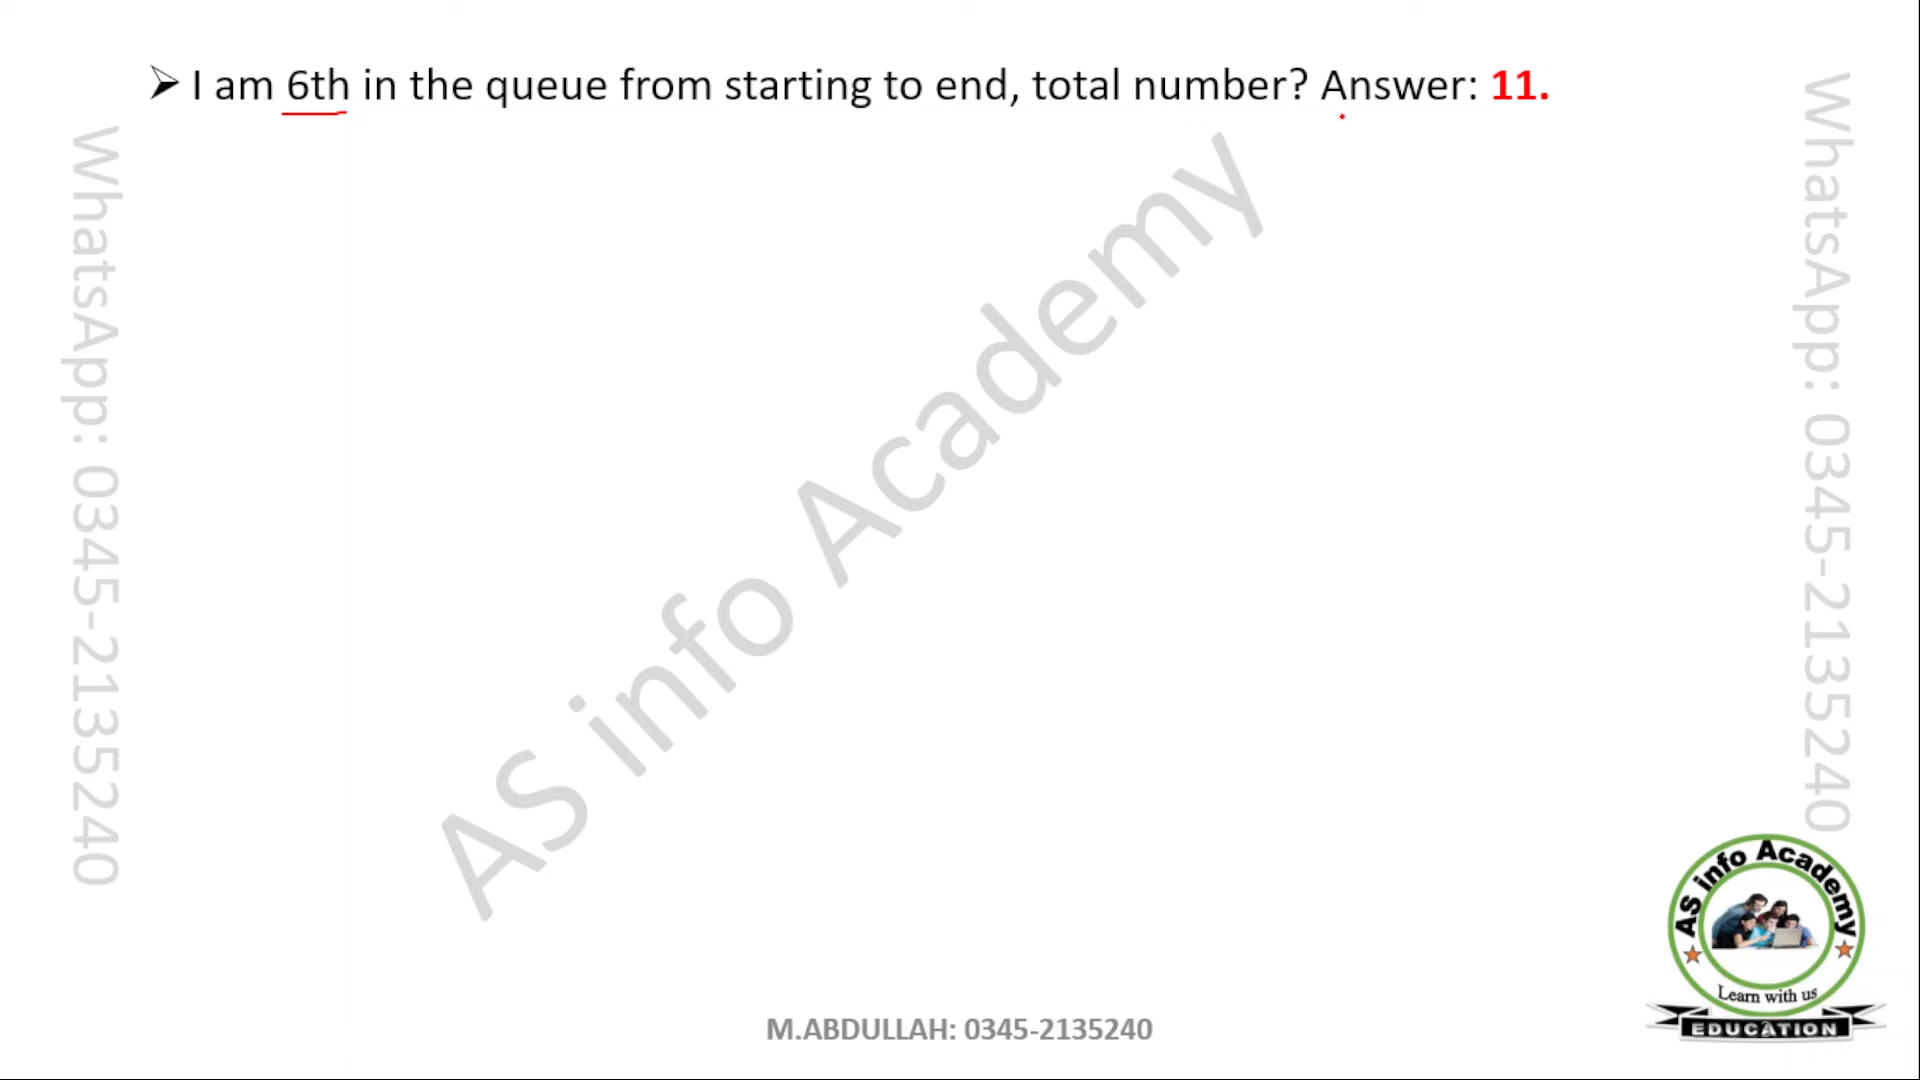 ➢ I am 6th in the queue from starting to end, total number? Answer: 11.
WhatsApp: 0345-2135240
AS info Academy
WhatsApp: 0345-2135240
AS info Academy
Learn with us
EDUCATION
M.ABDULLAH: 0345-2135240